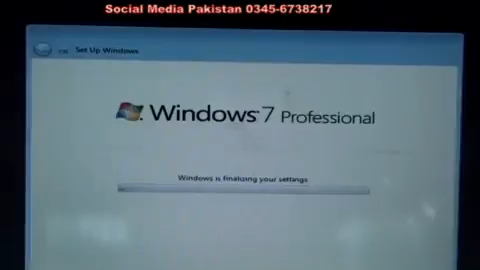 Social Media Pakistan 0345-6738217
Set Up Windows
Windows 7 Professional
Windows is finalizing your settings